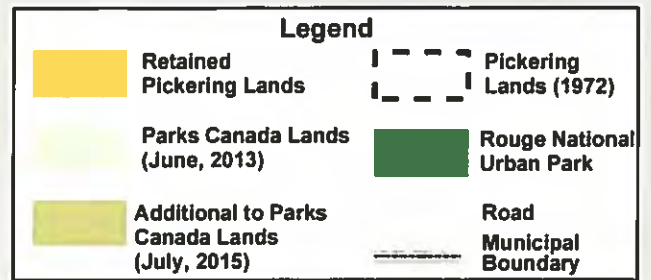 Legend
Retained
Pickering Lands
Parks Canada Lands
(June, 2013)
Additional to Parks
Canada Lands
(July, 2015)
Pickering
Lands (1972)
Rouge National
Urban Park
Road
Municipal
Boundary